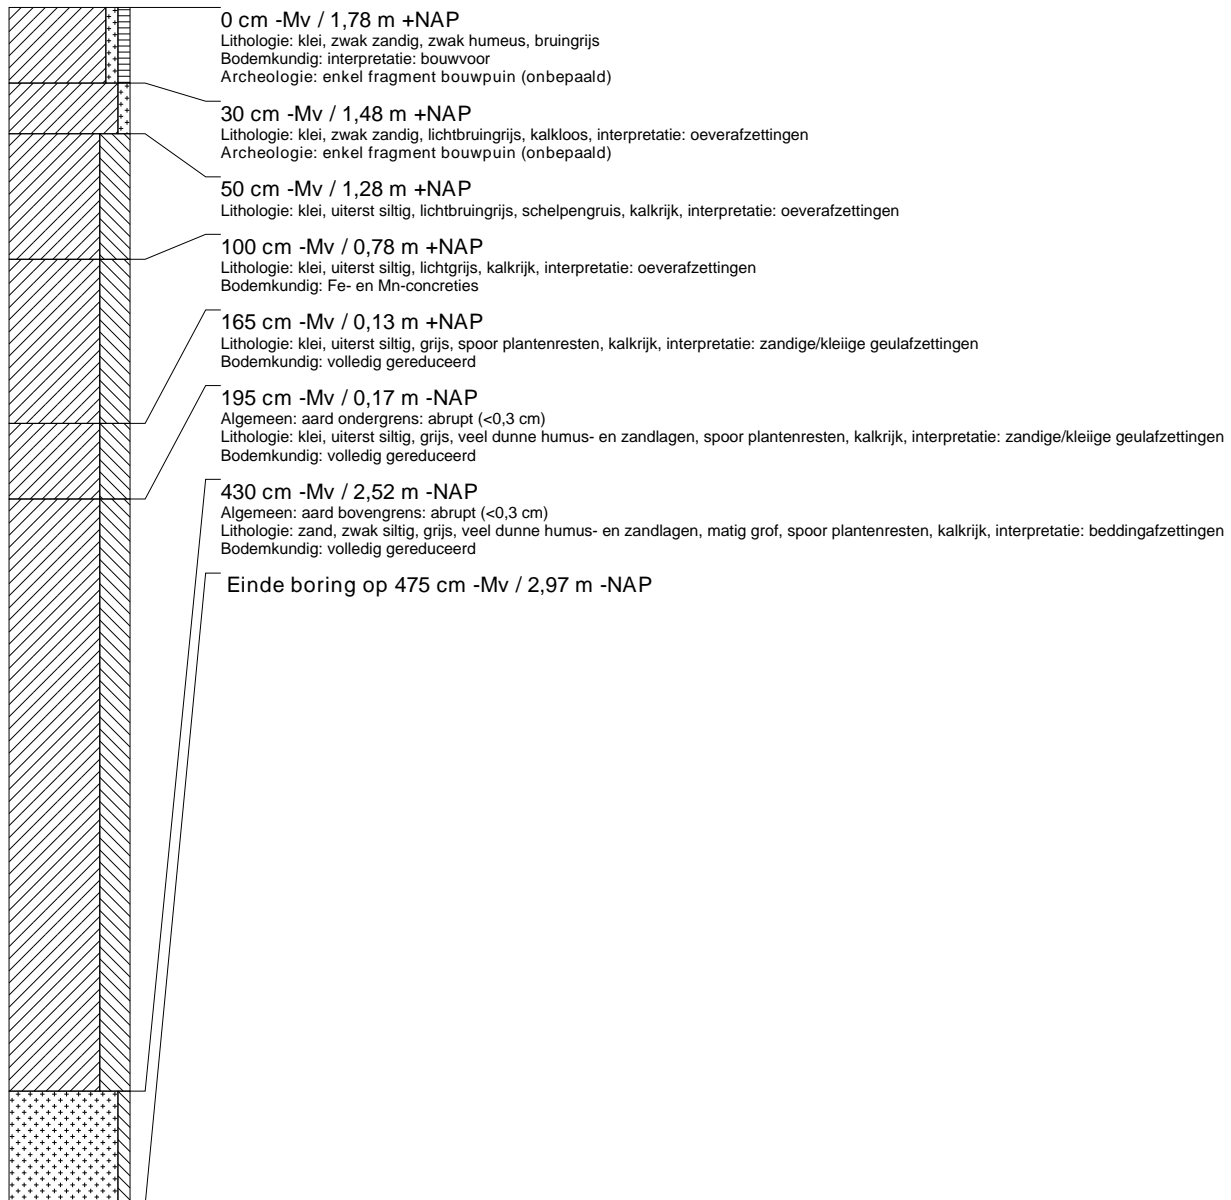 0 cm -Mv / 1,78 m +NAP
Lithologie: klei, zwak zandig, zwak humeus, bruingrijs
Bodemkundig: interpretatie: bouwvoor
Archeologie: enkel fragment bouwpuin (onbepaald)
30 cm -Mv / 1,48 m +NAP
Lithologie: klei, zwak zandig, lichtbruingrijs, kalkloos, interpretatie: oeverafzettingen
Archeologie: enkel fragment bouwpuin (onbepaald)
50 cm -Mv / 1,28 m +NAP
Lithologie: klei, uiterst siltig, lichtbruingrijs, schelpengruis, kalkrijk, interpretatie: oeverafzettingen
100 cm -Mv / 0,78 m +NAP
Lithologie: klei, uiterst siltig, lichtgrijs, kalkrijk, interpretatie: oeverafzettingen
Bodemkundig: Fe- en Mn-concreties
165 cm -Mv / 0,13 m +NAP
Lithologie: klei, uiterst siltig, grijs, spoor plantenresten, kalkrijk, interpretatie: zandige/kleiige geulafzettingen
Bodemkundig: volledig gereduceerd
195 cm -Mv / 0,17 m -NAP
Algemeen: aard ondergrens: abrupt (<0,3 cm)
Lithologie: klei, uiterst siltig, grijs, veel dunne humus- en zandlagen, spoor plantenresten, kalkrijk, interpretatie: zandige/kleiige geulafzettingen
Bodemkundig: volledig gereduceerd
430 cm -Mv / 2,52 m -NAP
Algemeen: aard bovengrens: abrupt (<0,3 cm)
Lithologie: zand, zwak siltig, grijs, veel dunne humus- en zandlagen, matig grof, spoor plantenresten, kalkrijk, interpretatie: beddingafzettingen
Bodemkundig: volledig gereduceerd
Einde boring op 475 cm -Mv / 2,97 m -NAP